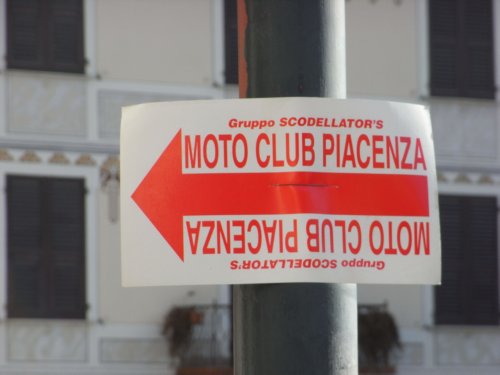 Gruppo SCODELLATOR'S
MOTO CLUB PIACENZA
MOTO CLUB PIACENZA
Gruppo SCODELLATOR'S